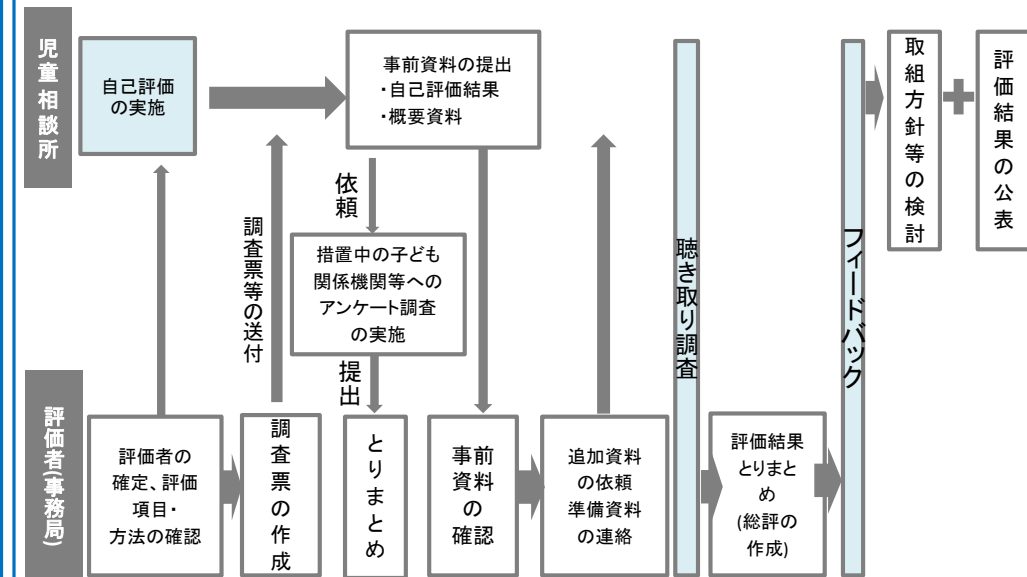 児童相談所
自己評価
の実施
事前資料の提出
・自己評価結果
・概要資料
取組方針等の検討
評価結果の公表
依頼
調査票等の送付
措置中の子ども
関係機関等への
アンケート調査
の実施
提出
聴き取り調査
フィードバック
評価者(事務局)
評価者の
確定、評価
項目・
方法の確認
調査票の作成
とりまとめ
事前
資料
の
確認
追加資料
の依頼
準備資料
の連絡
評価結果
とりまと
め
(総評の
作成)